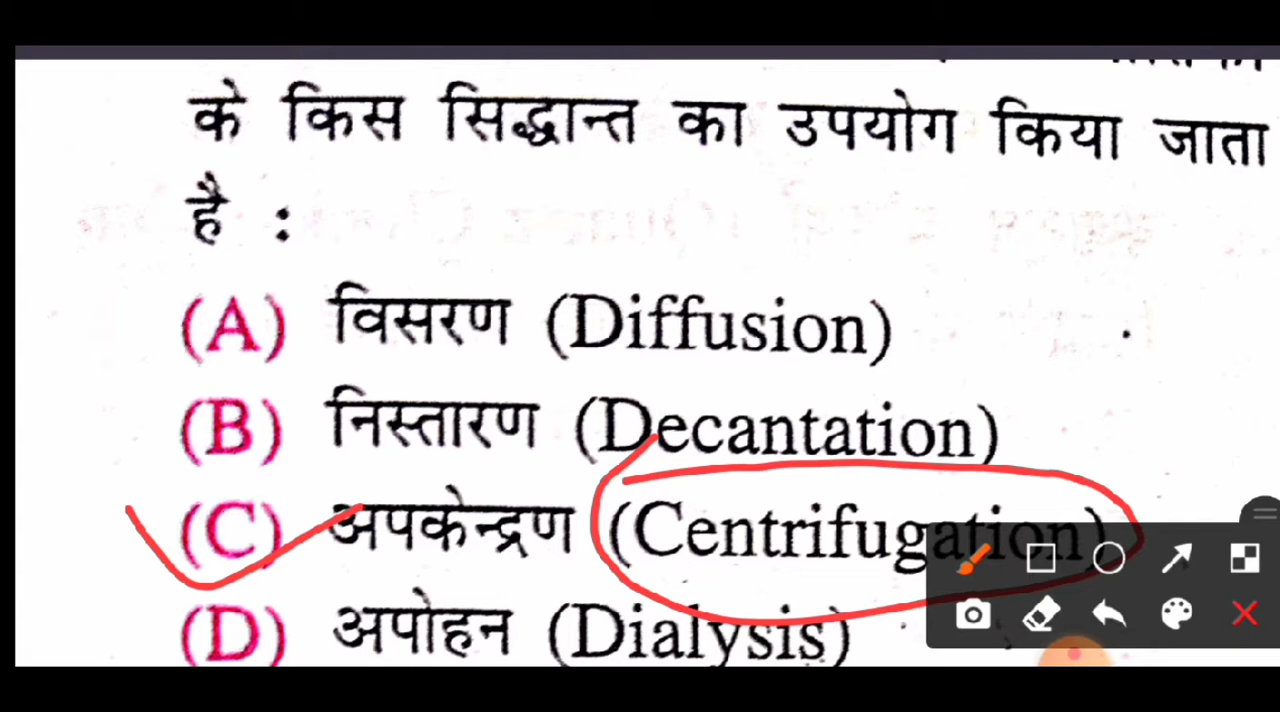 के किस सिद्धान्त का उपयोग किया जाता
है :
(A) विसरण (Diffusion)
(B) निस्तारण (Decantation)
(C) अपकेन्द्रण (Centrifugation)
(D) अपोहन (Dialysis)